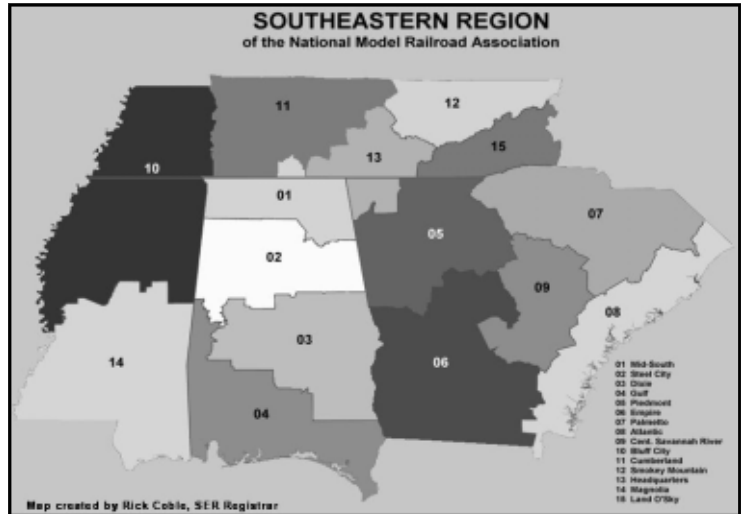 SOUTHEASTERN REGION
of the National Model Railroad Association
11
12
15
13
10
01
07
05
02
09
08
03
14
06
04
01 Mid-South
02 Steel City
03 Dixie
04 Gulf
05 Piedmont
06 Empire
07 Palmetto
08 Atlantic
09 Cent. Savannah River
10 Bluff City
11 Cumberland
12 Smokey Mountain
13 Headquarters
14 Magnolia
15 Land O'Sky
Map created by Rick Coble, SER Registrar